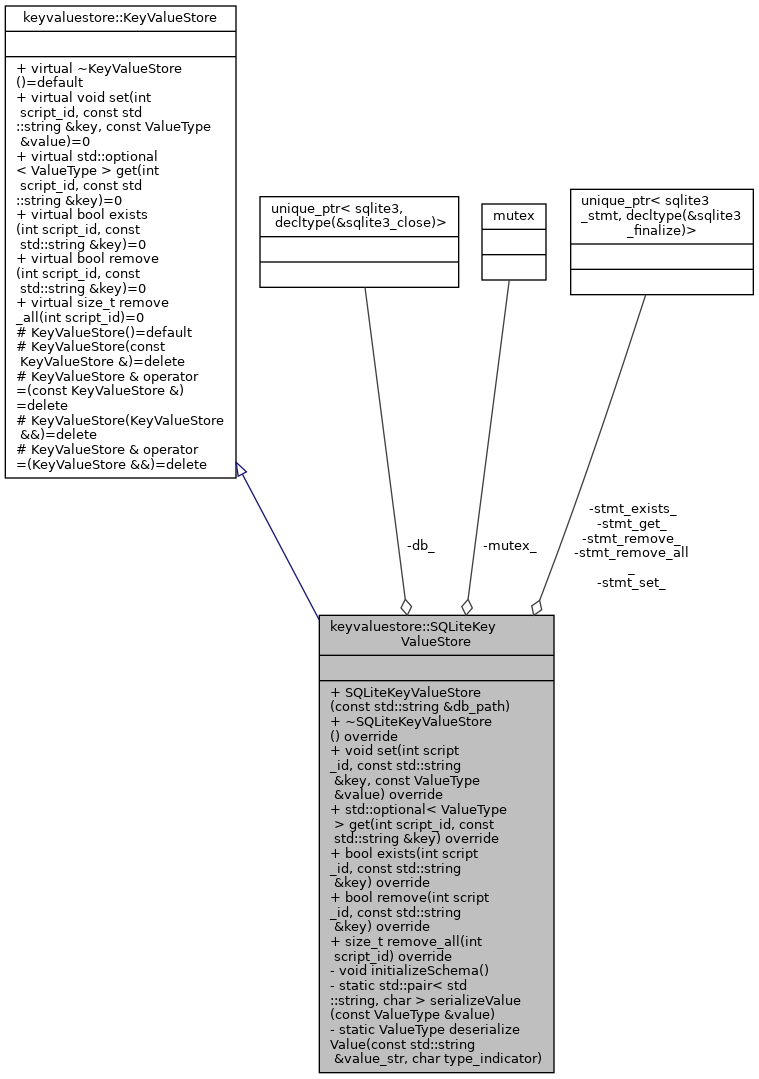 keyvaluestore::KeyValueStore
+ virtual ~KeyValueStore
()=default
+ virtual void set(int
script_id, const std
::string &key, const ValueType
&value)=0
+ virtual std::optional
< ValueType > get(int
script_id, const std
::string &key)=0
+ virtual bool exists
(int script_id, const
std::string &key)=0
+ virtual bool remove
(int script_id, const
std::string &key)=0
+ virtual size_t remove
_all(int script_id)=0
# KeyValueStore()=default
# KeyValueStore(const
KeyValueStore &)=delete
# KeyValueStore & operator
=(const KeyValueStore &)
=delete
# KeyValueStore(KeyValueStore
&&)=delete
# KeyValueStore & operator
=(KeyValueStore &&)=delete
unique_ptr< sqlite3,
decltype(&sqlite3_close)>
mutex
unique_ptr< sqlite3
_stmt, decltype(&sqlite3
_finalize)>
-db_
-mutex_
-stmt_exists_
-stmt_get_
-stmt_remove_
-stmt_remove_all
_
-stmt_set_
keyvaluestore::SQLiteKey
ValueStore
+ SQLiteKeyValueStore
(const std::string &db_path)
+ ~SQLiteKeyValueStore
() override
+ void set(int script
_id, const std::string
&key, const ValueType
&value) override
+ std::optional< ValueType
> get(int script_id, const
std::string &key) override
+ bool exists(int script
_id, const std::string
&key) override
+ bool remove(int script
_id, const std::string
&key) override
+ size_t remove_all(int
script_id) override
- void initializeSchema()
- static std::pair< std
::string, char > serializeValue
(const ValueType &value)
- static ValueType deserialize
Value(const std::string
&value_str, char type_indicator)